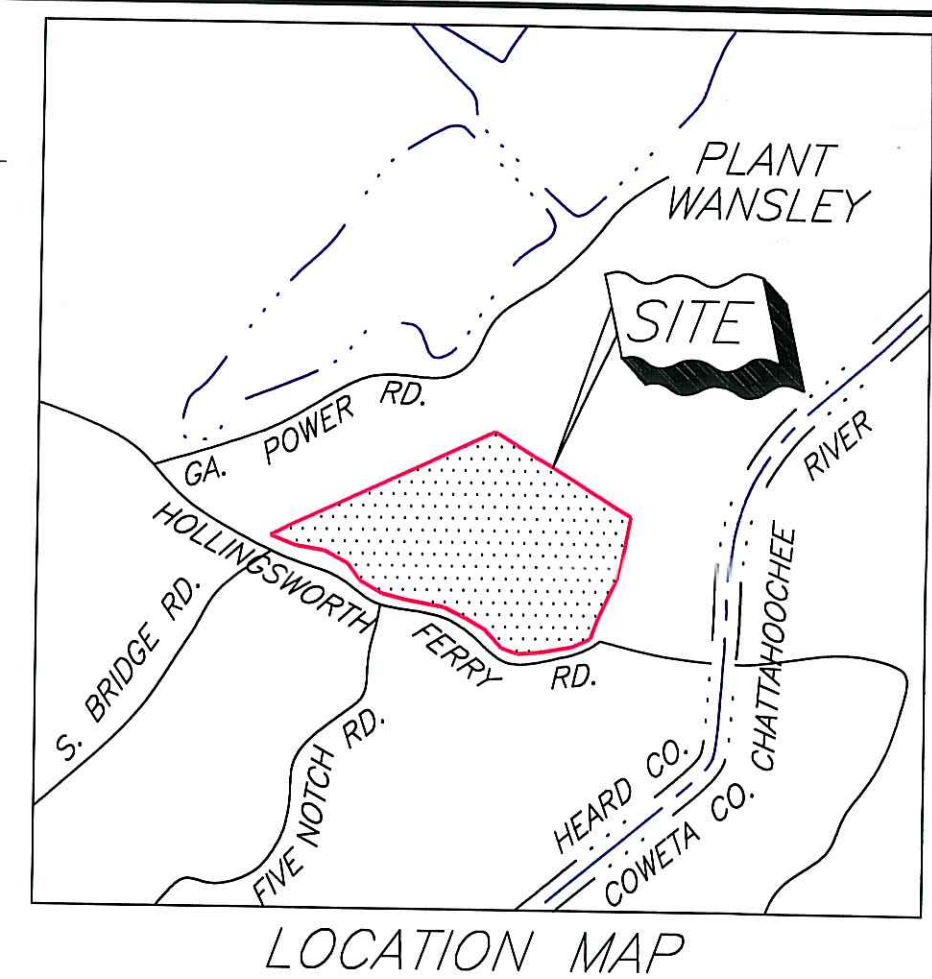 PLANT
WANSLEY
SITE
GA. POWER RD.
RIVER
HOLLINGSWORTH FERRY RD.
CHATTAHOOCHEE
S. BRIDGE RD.
FIVE NOTCH RD.
HEARD CO.
COWETA CO.
LOCATION MAP